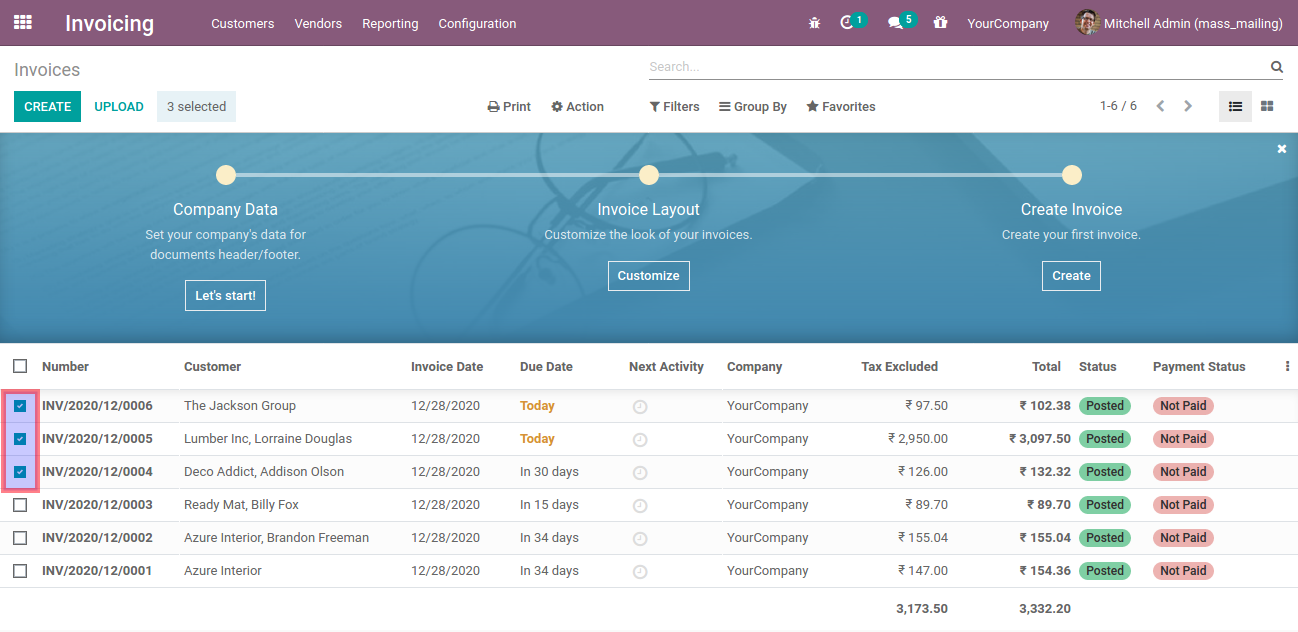 Invoicing Customers Vendors Reporting Configuration 1 5 YourCompany Mitchell Admin (mass_mailing)
Invoices Search...
CREATE UPLOAD 3 selected Print Action Filters Group By Favorites 1-6 / 6
Company Data Invoice Layout Create Invoice
Set your company's data for Customize the look of your invoices. Create your first invoice.
documents header/footer.
Customize Create
Let's start!
Number Customer Invoice Date Due Date Next Activity Company Tax Excluded Total Status Payment Status
INV/2020/12/0006 The Jackson Group 12/28/2020 Today YourCompany ₹ 97.50 ₹ 102.38 Posted Not Paid
INV/2020/12/0005 Lumber Inc, Lorraine Douglas 12/28/2020 Today YourCompany ₹ 2,950.00 ₹ 3,097.50 Posted Not Paid
INV/2020/12/0004 Deco Addict, Addison Olson 12/28/2020 In 30 days YourCompany ₹ 126.00 ₹ 132.32 Posted Not Paid
INV/2020/12/0003 Ready Mat, Billy Fox 12/28/2020 In 15 days YourCompany ₹ 89.70 ₹ 89.70 Posted Not Paid
INV/2020/12/0002 Azure Interior, Brandon Freeman 12/28/2020 In 34 days YourCompany ₹ 155.04 ₹ 155.04 Posted Not Paid
INV/2020/12/0001 Azure Interior 12/28/2020 In 34 days YourCompany ₹ 147.00 ₹ 154.36 Posted Not Paid
3,173.50 3,332.20